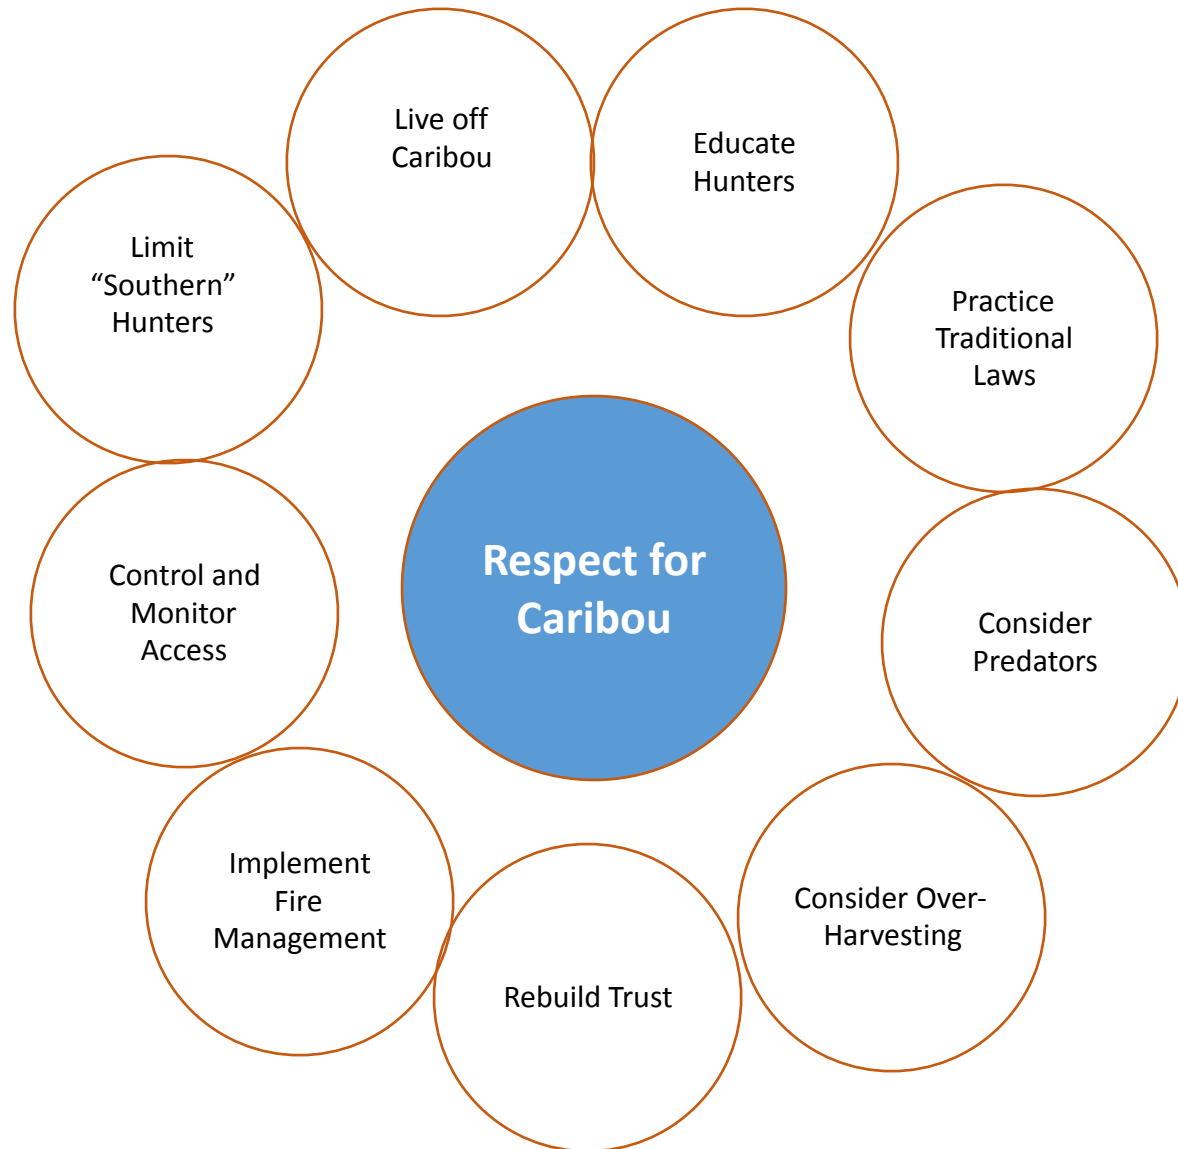 Live off
Caribou
Educate
Hunters
Practice
Traditional
Laws
Consider
Predators
Consider Over-
Harvesting
Rebuild Trust
Implement
Fire
Management
Control and
Monitor
Access
Limit
“Southern”
Hunters
Respect for
Caribou